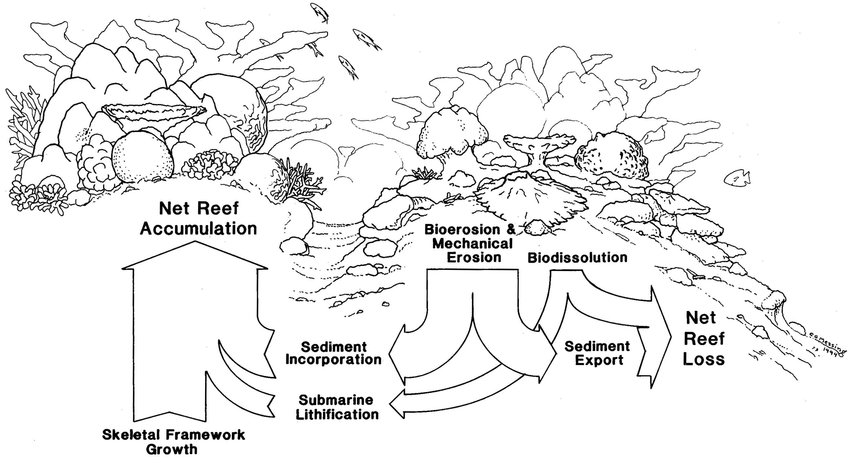 Net Reef
Accumulation
Bioerosion &
Mechanical
Erosion
Biodissolution
Sediment
Incorporation
Sediment
Export
Net
Reef
Loss
Submarine
Lithification
Skeletal Framework
Growth